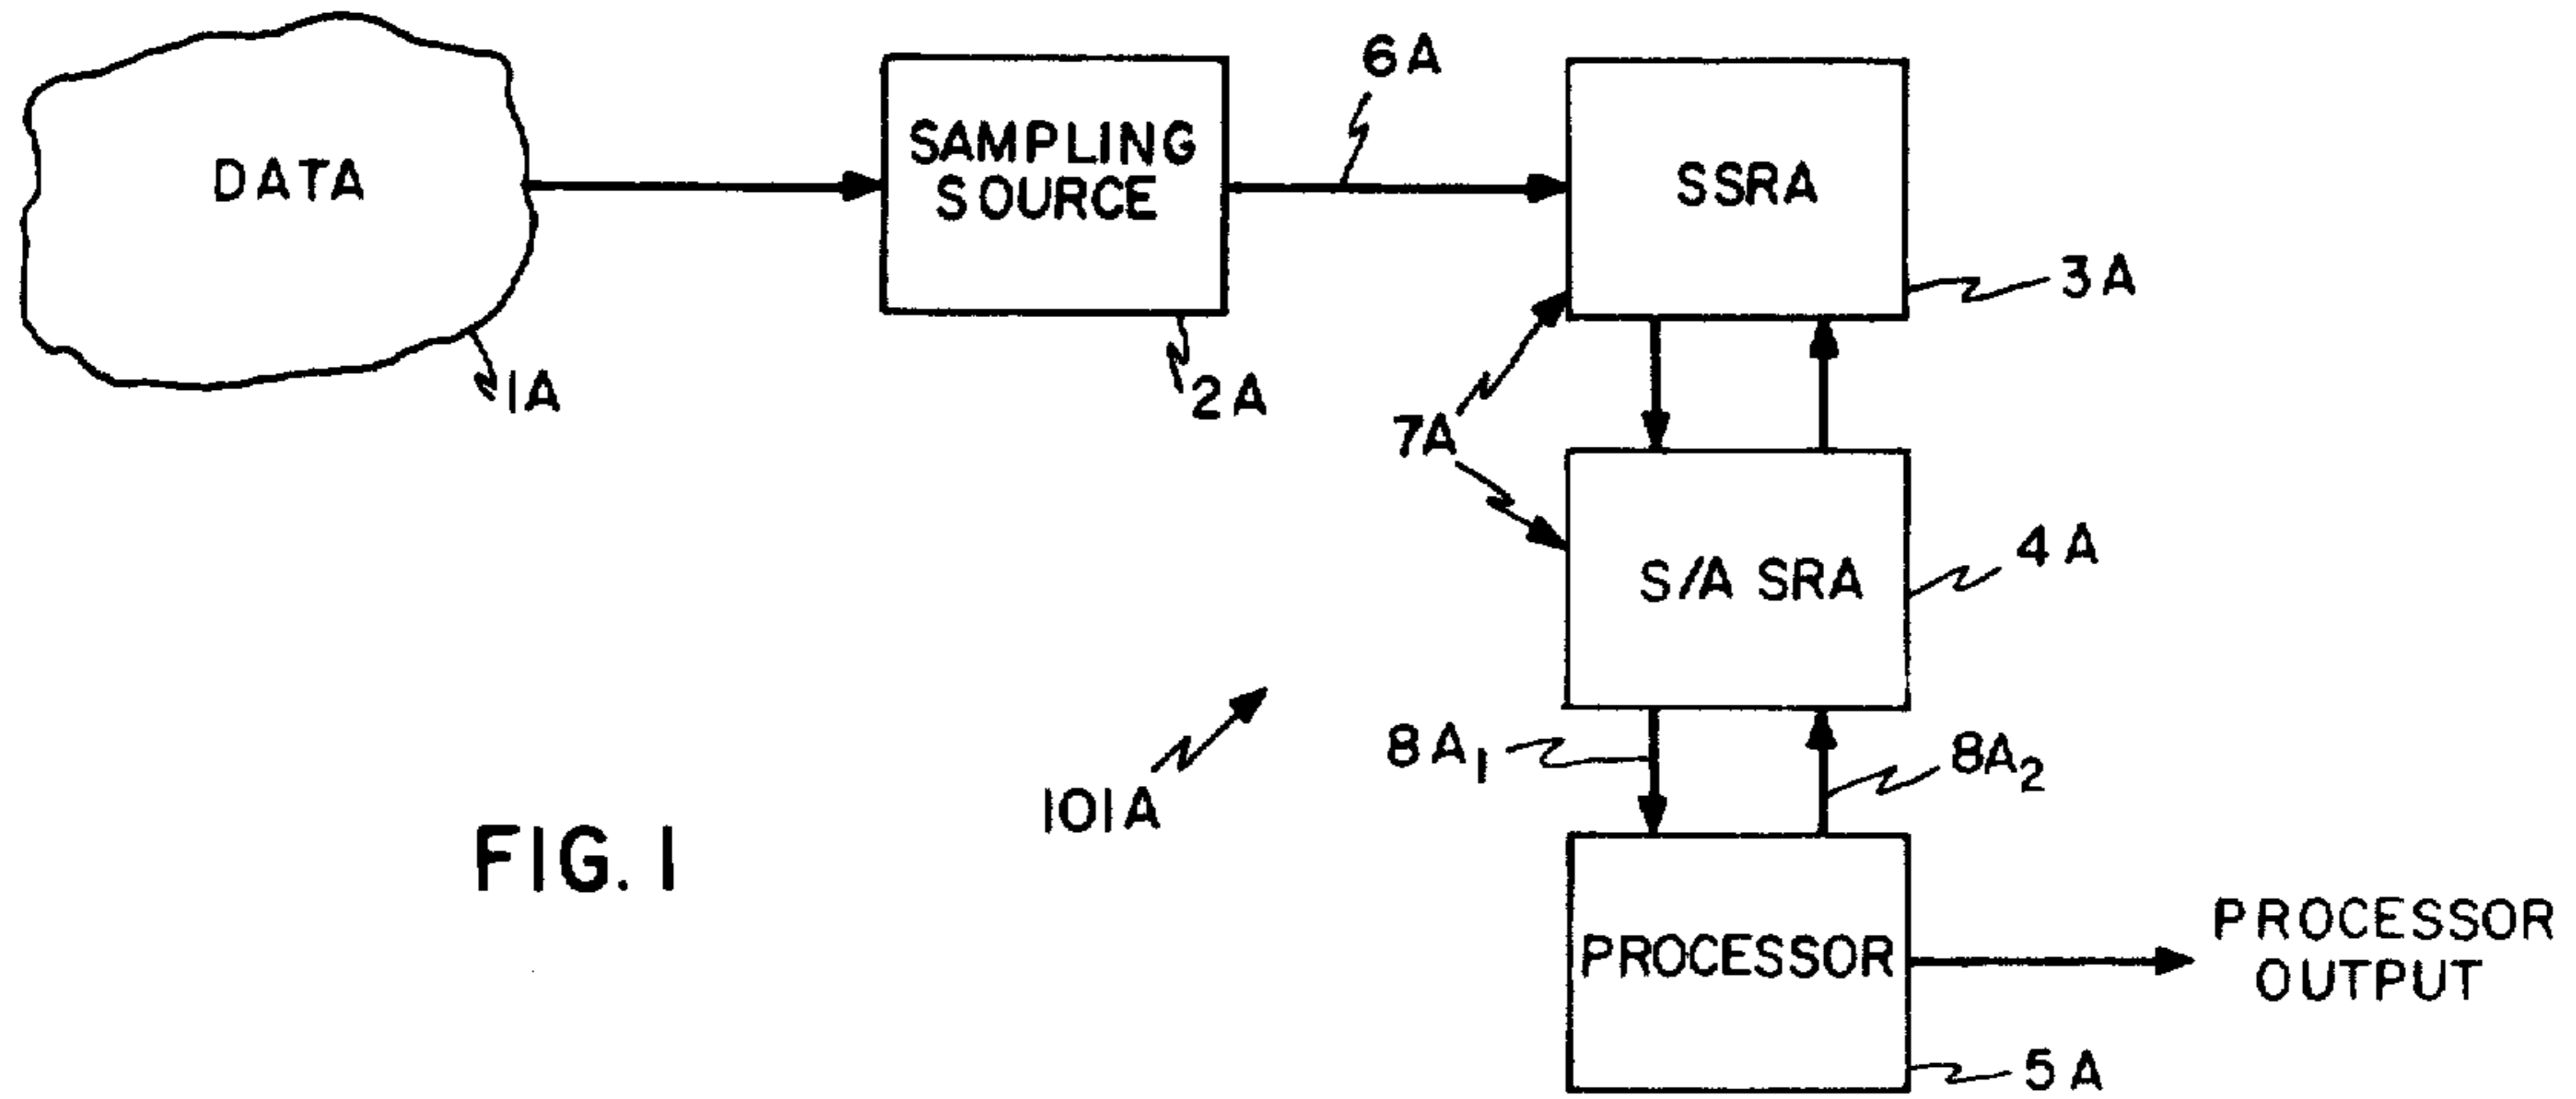 6A
DATA
SAMPLING
SOURCE
SSRA
3A
1A
2A
7A
4A
S/A SRA
8A₁
8A₂
101A
FIG. 1
PROCESSOR
PROCESSOR
OUTPUT
5A